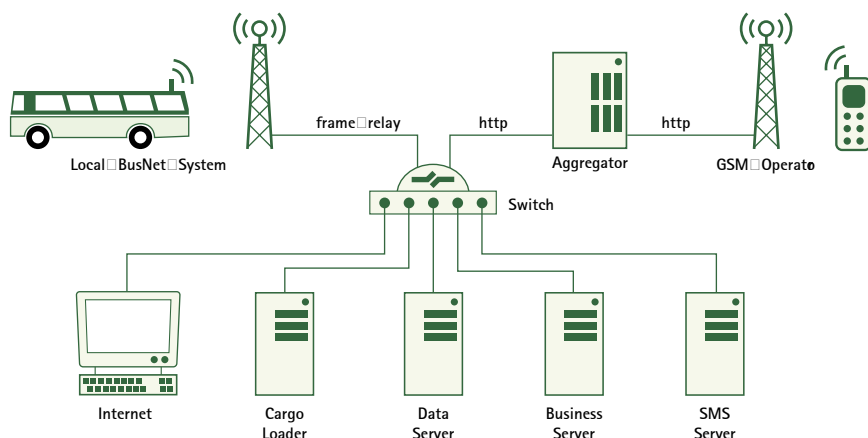 frame□relay
http
http
Local□BusNet□System
Aggregator
GSM□Operator
Switch
Internet
Cargo
Loader
Data
Server
Business
Server
SMS
Server